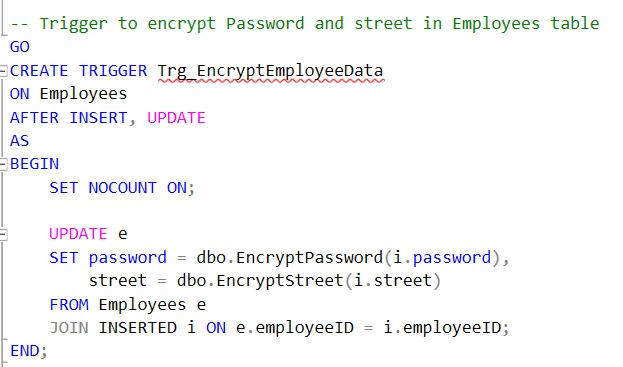 -- Trigger to encrypt Password and street in Employees table
GO
CREATE TRIGGER Trg_EncryptEmployeeData
ON Employees
AFTER INSERT, UPDATE
AS
BEGIN
    SET NOCOUNT ON;

    UPDATE e
    SET password = dbo.EncryptPassword(i.password),
        street = dbo.EncryptStreet(i.street)
    FROM Employees e
    JOIN INSERTED i ON e.employeeID = i.employeeID;
END;